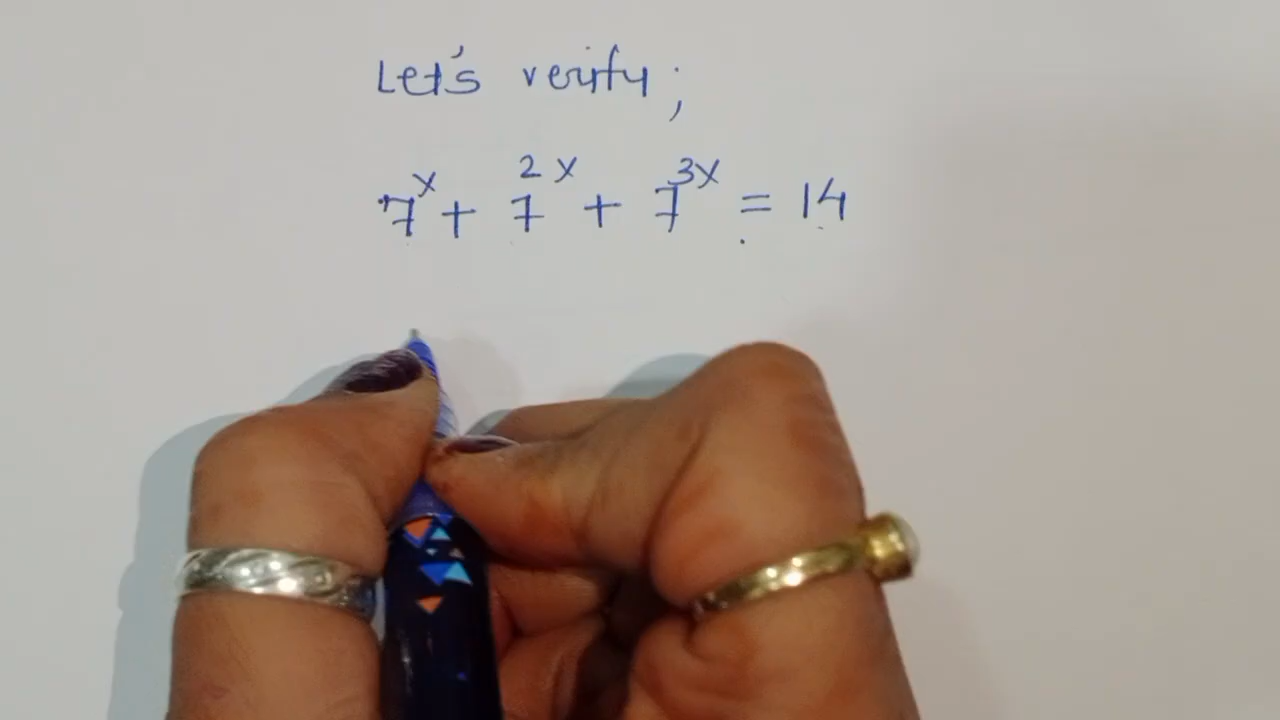 Let's verify;
7^x + 7^2x + 7^3x = 14